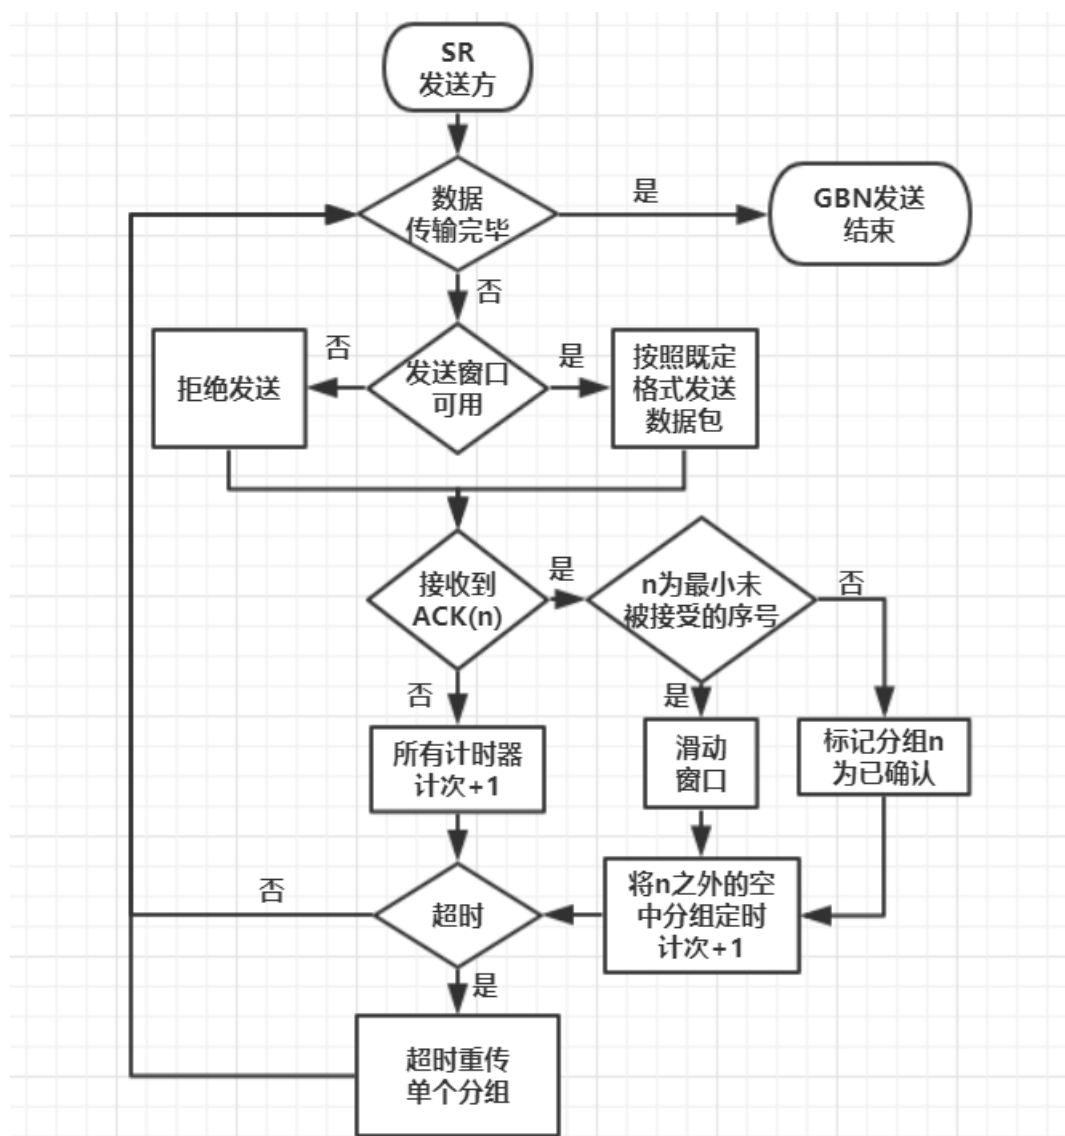 SR
发送方
数据
传输完毕
是
GBN发送
结束
否
拒绝发送
否
发送窗口
可用
是
按照既定
格式发送
数据包
接收到
ACK(n)
是
n为最小未
被接受的序号
否
否
是
所有计时器
计次+1
滑动
窗口
标记分组n
为已确认
否
超时
将n之外的空
中分组定时
计次+1
是
超时重传
单个分组